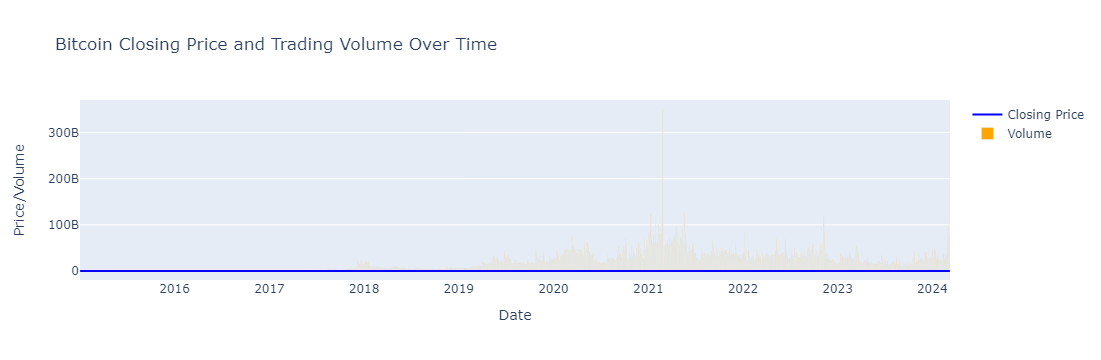 Bitcoin Closing Price and Trading Volume Over Time
Closing Price
Volume
Price/Volume
300B
200B
100B
0
2016 2017 2018 2019 2020 2021 2022 2023 2024
Date